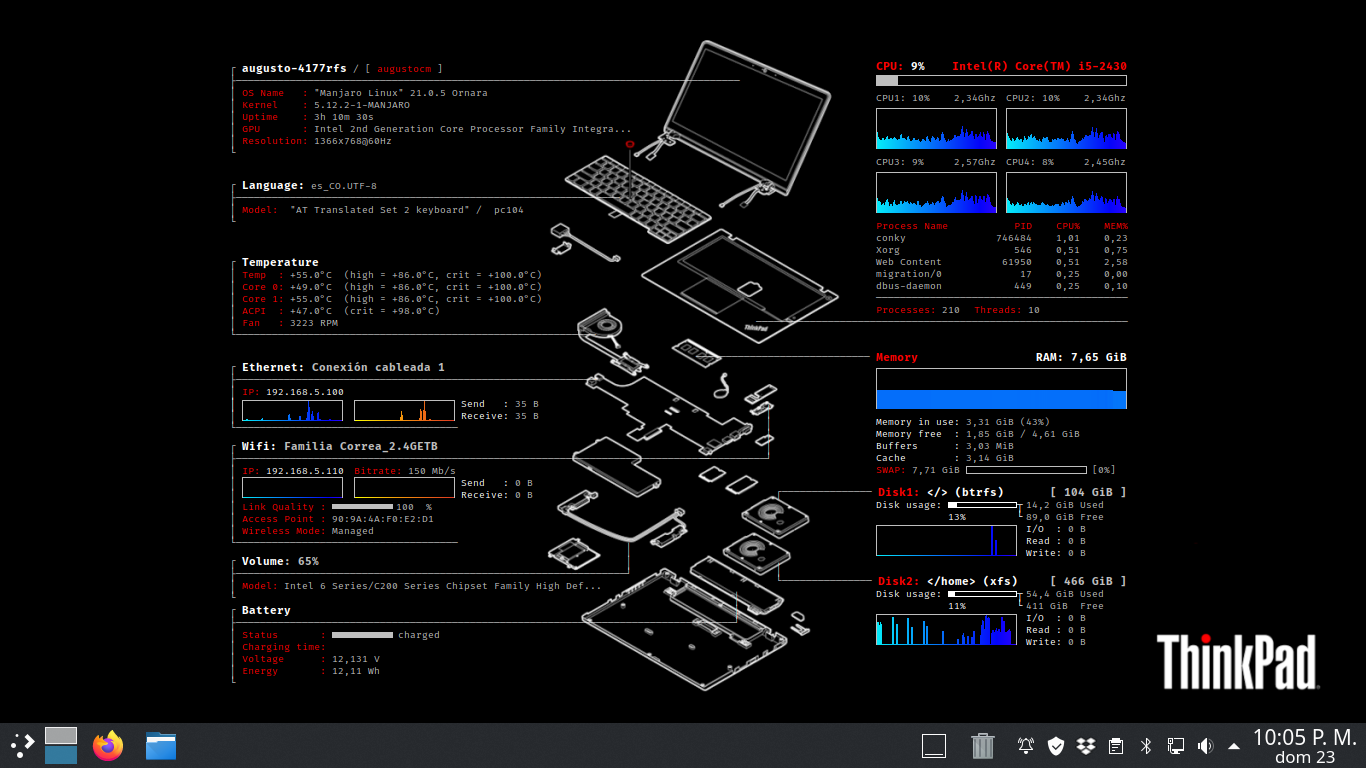 augusto-4177rfs / [ augustocm ]
OS Name : "Manjaro Linux" 21.0.5 Ornara
Kernel : 5.12.2-1-MANJARO
Uptime : 3h 10m 30s
GPU : Intel 2nd Generation Core Processor Family Integra...
Resolution: 1366x768@60Hz
Language: es_CO.UTF-8
Model: "AT Translated Set 2 keyboard" / pc104
Temperature
Temp : +55.0°C (high = +86.0°C, crit = +100.0°C)
Core 0: +49.0°C (high = +86.0°C, crit = +100.0°C)
Core 1: +55.0°C (high = +86.0°C, crit = +100.0°C)
ACPI : +47.0°C (crit = +98.0°C)
Fan : 3223 RPM
Ethernet: Conexión cableada 1
IP: 192.168.5.100
Send : 35 B
Receive: 35 B
Wifi: Familia Correa_2.4GETB
IP: 192.168.5.110 Bitrate: 150 Mb/s
Send : 0 B
Receive: 0 B
Link Quality : 100 %
Access Point : 90:9A:4A:F0:E2:D1
Wireless Mode: Managed
Volume: 65%
Model: Intel 6 Series/C200 Series Chipset Family High Def...
Battery
Status : charged
Charging time:
Voltage : 12,131 V
Energy : 12,11 Wh
ThinkPad
CPU: 9% Intel(R) Core(TM) i5-2430
CPU1: 10% 2,34Ghz CPU2: 10% 2,34Ghz
CPU3: 9% 2,57Ghz CPU4: 8% 2,45Ghz
Process Name PID CPU% MEM%
conky 746484 1,01 0,23
Xorg 546 0,51 0,75
Web Content 61950 0,51 2,58
migration/0 17 0,25 0,00
dbus-daemon 449 0,25 0,10
Processes: 210 Threads: 10
Memory RAM: 7,65 GiB
Memory in use: 3,31 GiB (43%)
Memory free : 1,85 GiB / 4,61 GiB
Buffers : 3,03 MiB
Cache : 3,14 GiB
SWAP: 7,71 GiB [0%]
Disk1: </> (btrfs) [ 104 GiB ]
Disk usage: 14,2 GiB Used
13% 89,0 GiB Free
I/O : 0 B
Read : 0 B
Write: 0 B
Disk2: </home> (xfs) [ 466 GiB ]
Disk usage: 54,4 GiB Used
11% 411 GiB Free
I/O : 0 B
Read : 0 B
Write: 0 B
ThinkPad
10:05 P. M.
dom 23